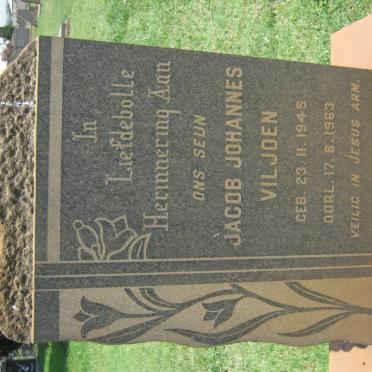 In
Liefdevolle
Herinnering Aan
ONS SEUN
JACOB JOHANNES
VILJOEN
GEB. 23. 11. 1945
OORL. 17. 8. 1963
VEILIG IN JESUS ARM.